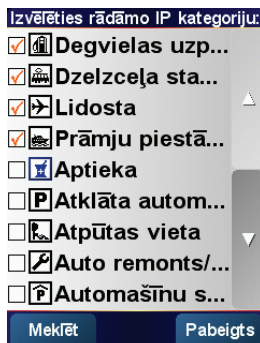 Izvēlēties rādāmo IP kategoriju:
Degvielas uzp...
Dzelzceļa sta...
Lidosta
Prāmju piestā...
Aptieka
P Atklāta autom...
Atpūtas vieta
Auto remonts/...
P Automašīnu s...
Meklēt
Pabeigts